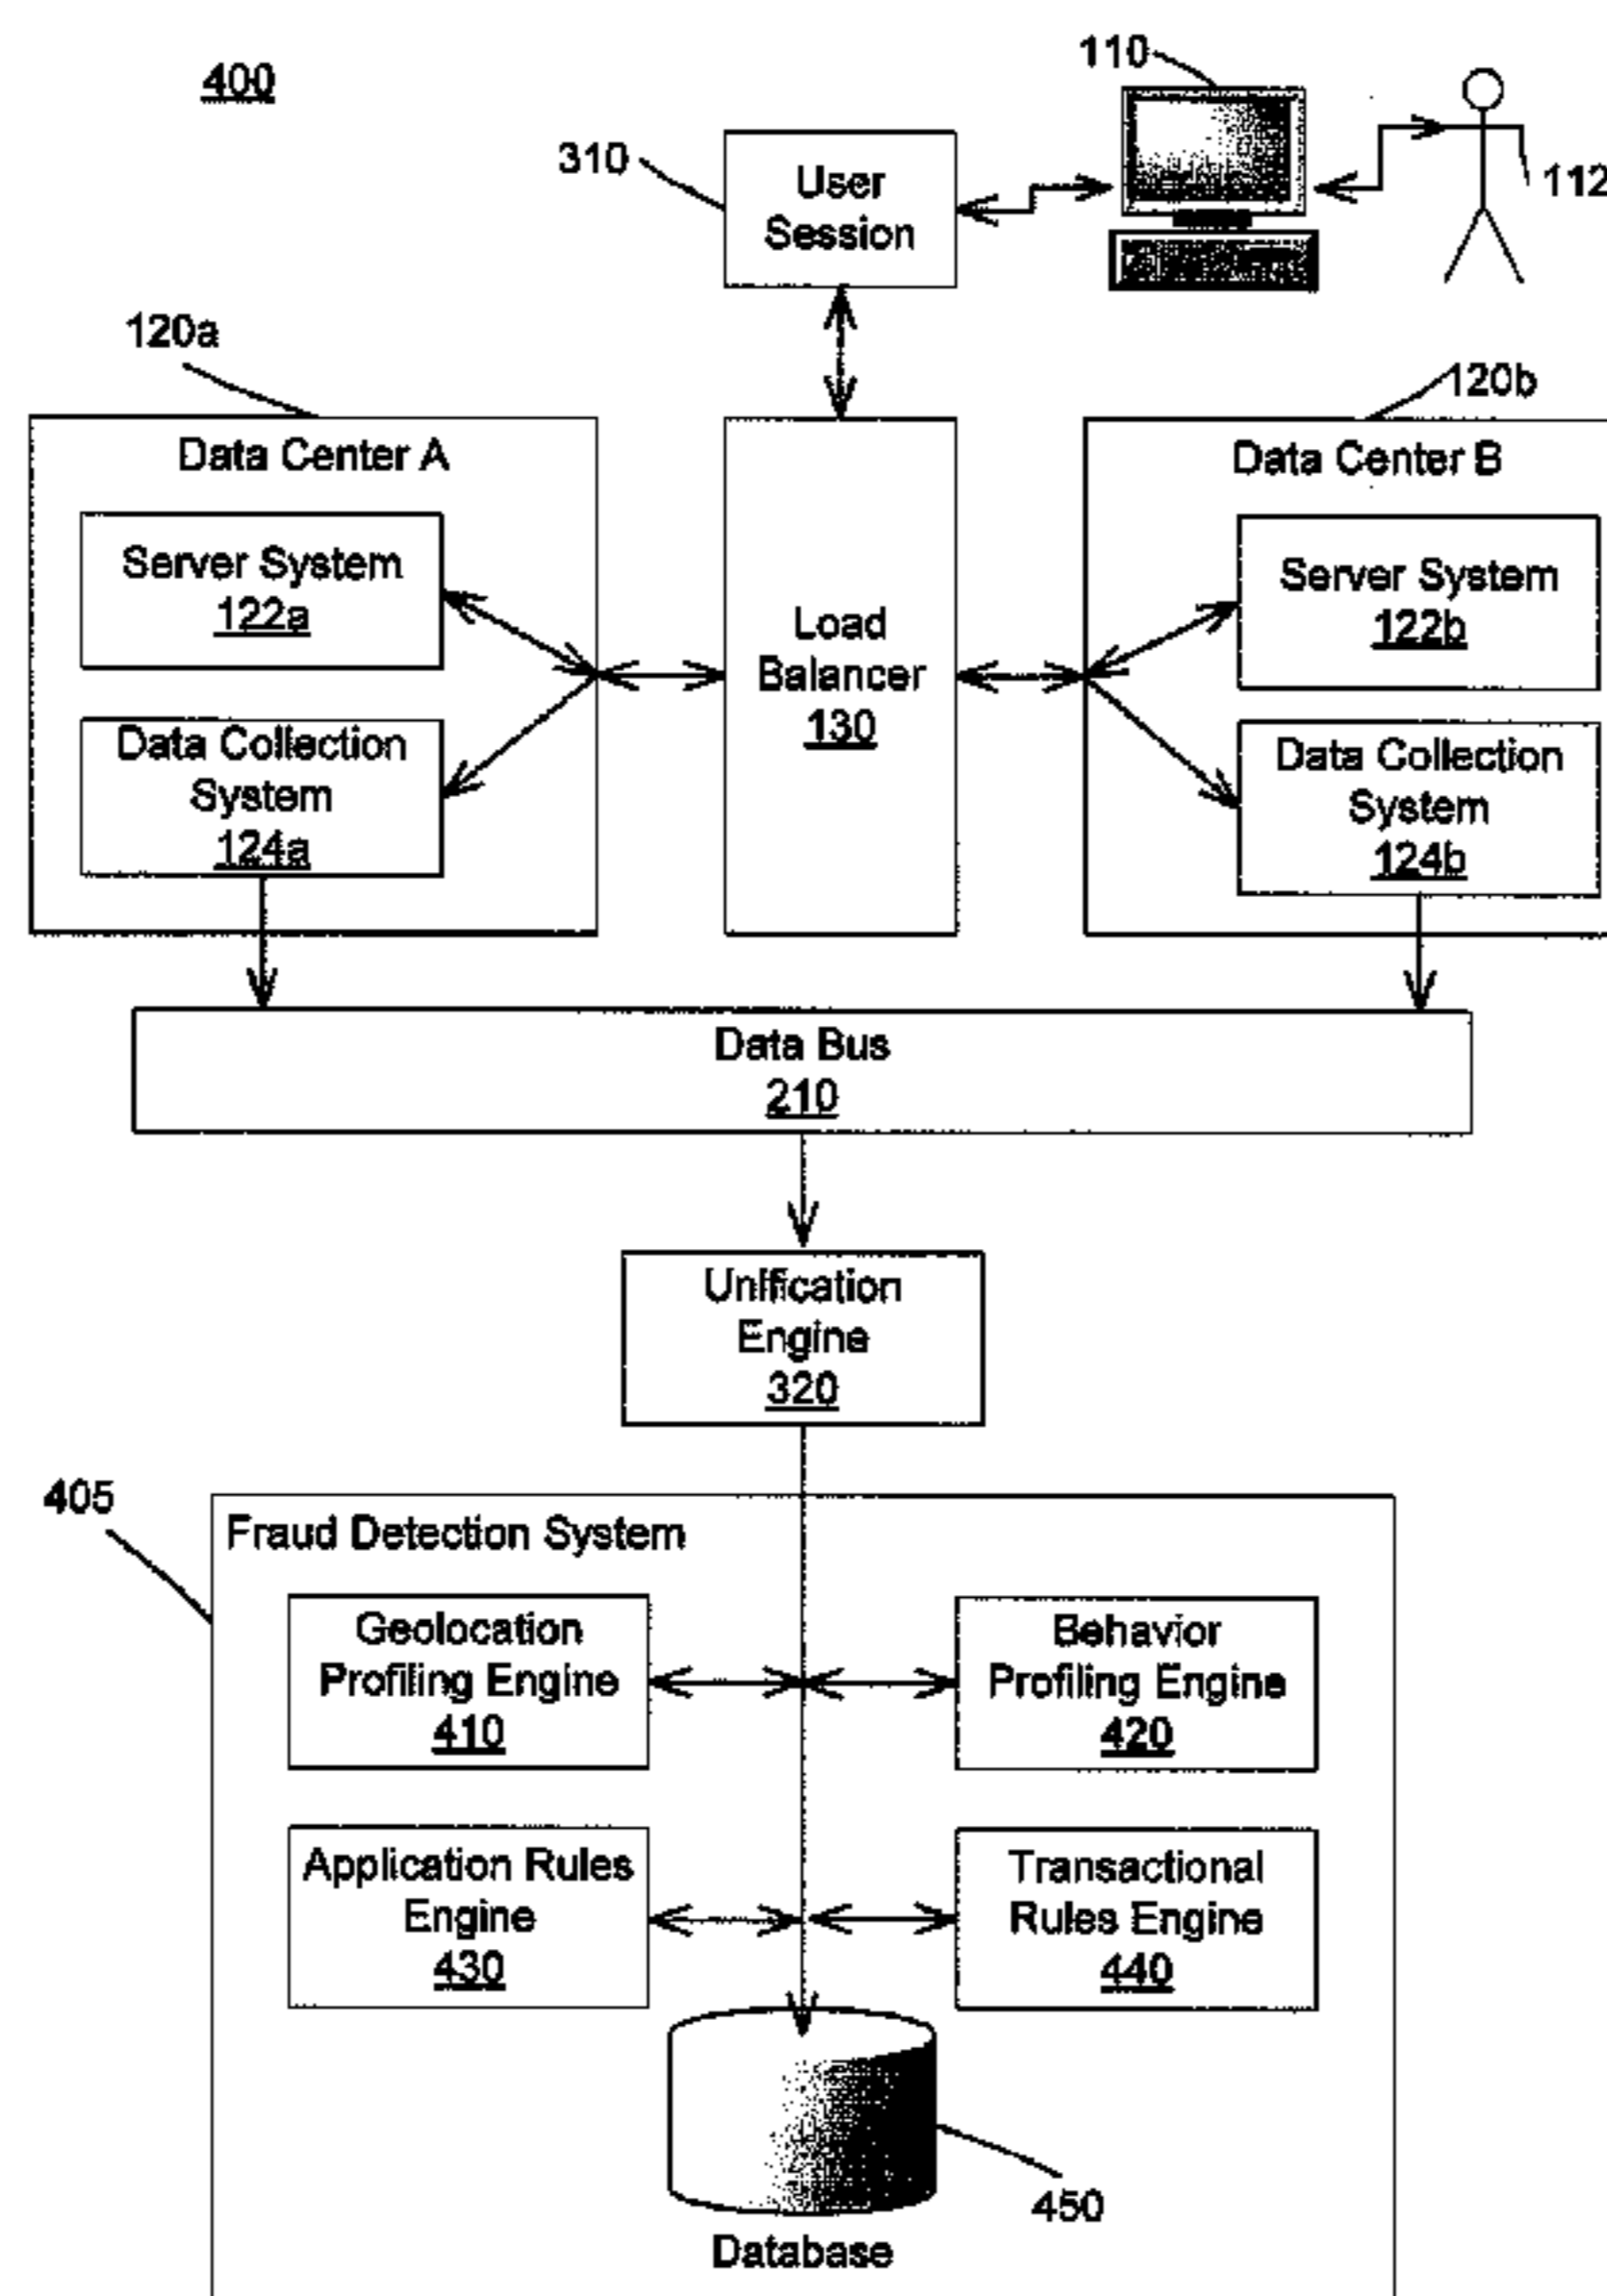 400
110
310
User
Session
112
120a
120b
Data Center A
Data Center B
Server System
122a
Server System
122b
Load
Balancer
130
Data Collection
System
124a
Data Collection
System
124b
Data Bus
210
Unification
Engine
320
405
Fraud Detection System
Geolocation
Profiling Engine
410
Behavior
Profiling Engine
420
Application Rules
Engine
430
Transactional
Rules Engine
440
450
Database